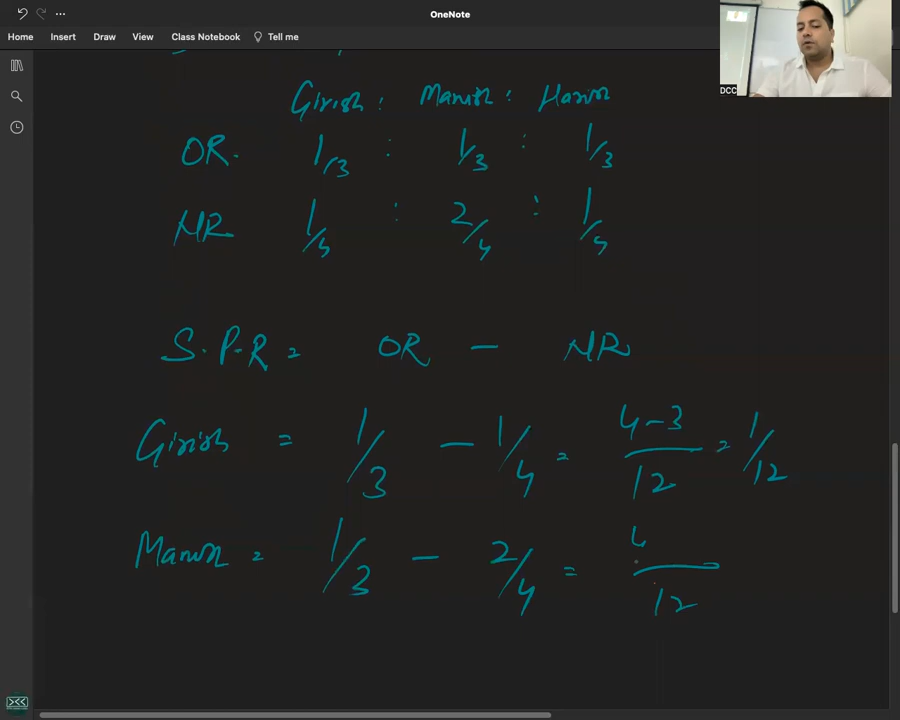 OneNote
Home Insert Draw View Class Notebook Tell me
DCC
Girish : Manish : Harish
OR. 1/3 : 1/3 : 1/3
NR 1/4 : 2/4 : 1/4
S.P.R = OR - NR
Girish = 1/3 - 1/4 = 4-3/12 = 1/12
Manish = 1/3 - 2/4 = 4/12